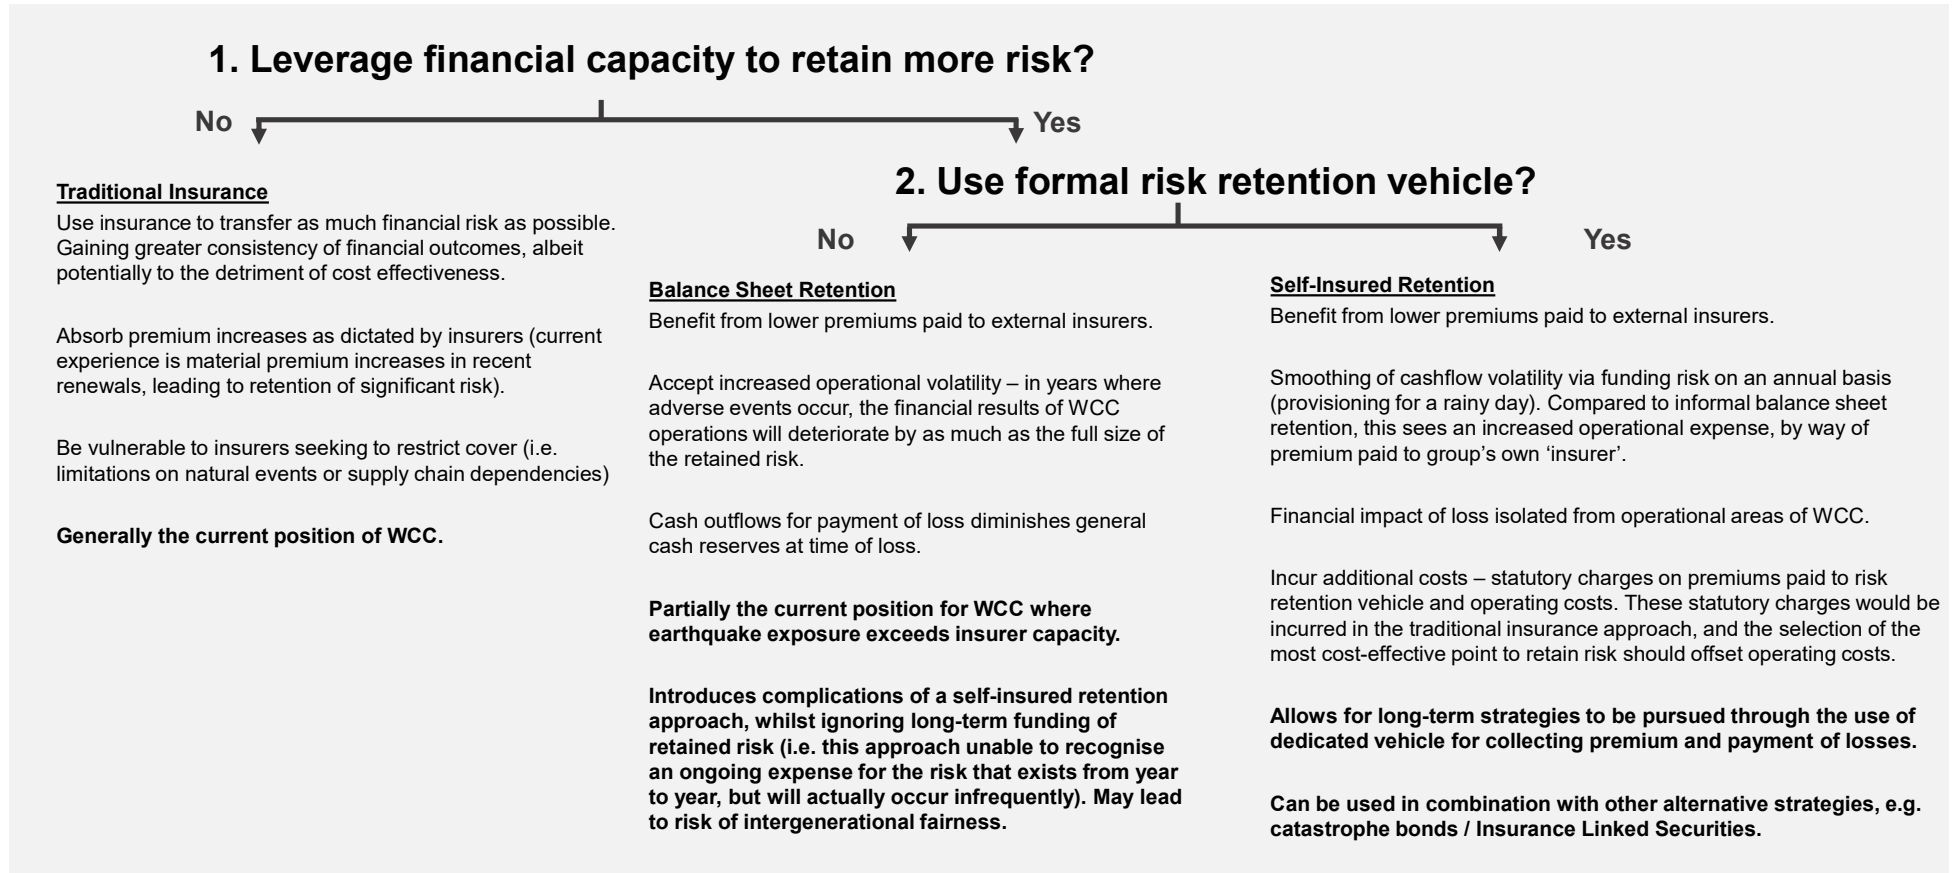 1. Leverage financial capacity to retain more risk?
No
Yes
Traditional Insurance
Use insurance to transfer as much financial risk as possible.
Gaining greater consistency of financial outcomes, albeit
potentially to the detriment of cost effectiveness.
Absorb premium increases as dictated by insurers (current
experience is material premium increases in recent
renewals, leading to retention of significant risk).
Be vulnerable to insurers seeking to restrict cover (i.e.
limitations on natural events or supply chain dependencies)
Generally the current position of WCC.
2. Use formal risk retention vehicle?
No
Yes
Balance Sheet Retention
Benefit from lower premiums paid to external insurers.
Accept increased operational volatility – in years where
adverse events occur, the financial results of WCC
operations will deteriorate by as much as the full size of
the retained risk.
Cash outflows for payment of loss diminishes general
cash reserves at time of loss.
Partially the current position for WCC where
earthquake exposure exceeds insurer capacity.
Introduces complications of a self-insured retention
approach, whilst ignoring long-term funding of
retained risk (i.e. this approach unable to recognise
an ongoing expense for the risk that exists from year
to year, but will actually occur infrequently). May lead
to risk of intergenerational fairness.
Self-Insured Retention
Benefit from lower premiums paid to external insurers.
Smoothing of cashflow volatility via funding risk on an annual basis
(provisioning for a rainy day). Compared to informal balance sheet
retention, this sees an increased operational expense, by way of
premium paid to group's own 'insurer'.
Financial impact of loss isolated from operational areas of WCC.
Incur additional costs – statutory charges on premiums paid to risk
retention vehicle and operating costs. These statutory charges would be
incurred in the traditional insurance approach, and the selection of the
most cost-effective point to retain risk should offset operating costs.
Allows for long-term strategies to be pursued through the use of
dedicated vehicle for collecting premium and payment of losses.
Can be used in combination with other alternative strategies, e.g.
catastrophe bonds / Insurance Linked Securities.